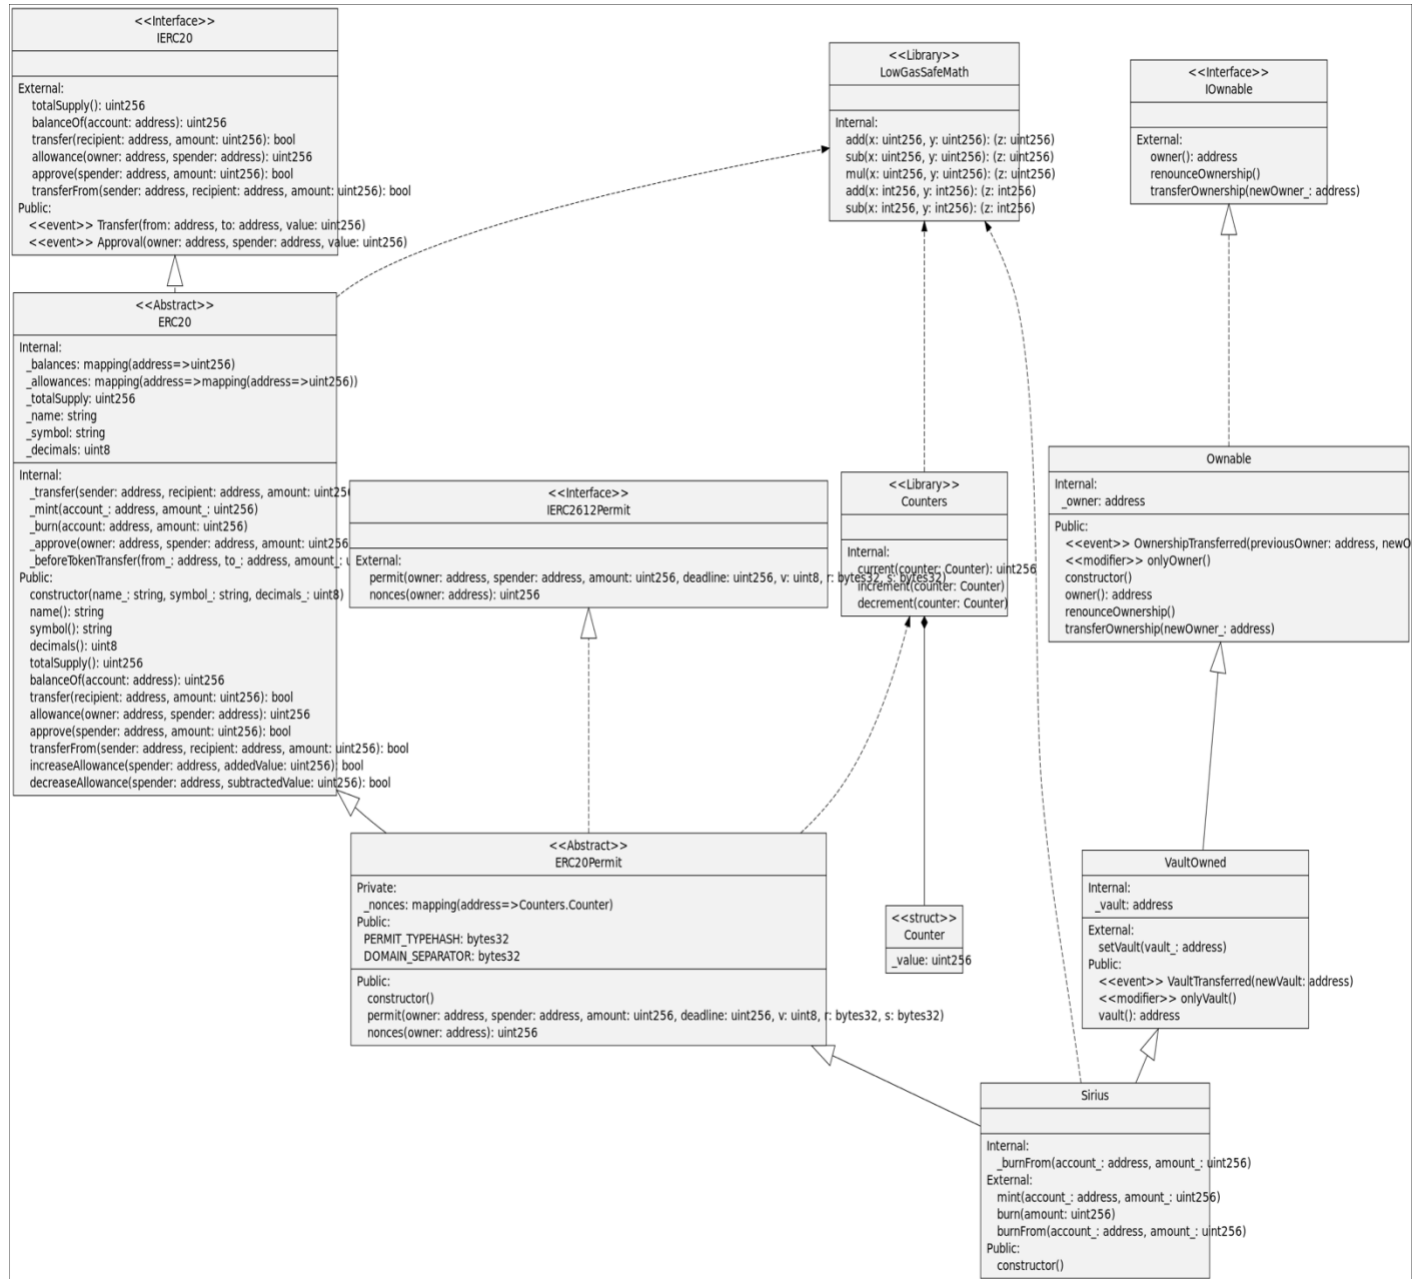 <<Interface>>
IERC20
External:
totalSupply(): uint256
balanceOf(account: address): uint256
transfer(recipient: address, amount: uint256): bool
allowance(owner: address, spender: address): uint256
approve(spender: address, amount: uint256): bool
transferFrom(sender: address, recipient: address, amount: uint256): bool
Public:
<<event>> Transfer(from: address, to: address, value: uint256)
<<event>> Approval(owner: address, spender: address, value: uint256)
<<Library>>
LowGasSafeMath
Internal:
add(x: uint256, y: uint256): (z: uint256)
sub(x: uint256, y: uint256): (z: uint256)
mul(x: uint256, y: uint256): (z: uint256)
add(x: int256, y: int256): (z: int256)
sub(x: int256, y: int256): (z: int256)
<<Interface>>
IOwnable
External:
owner(): address
renounceOwnership()
transferOwnership(newOwner_: address)
<<Abstract>>
ERC20
Internal:
_balances: mapping(address=>uint256)
_allowances: mapping(address=>mapping(address=>uint256))
_totalSupply: uint256
_name: string
_symbol: string
_decimals: uint8
Internal:
_transfer(sender: address, recipient: address, amount: uint256
_mint(account_: address, amount_: uint256)
_burn(account: address, amount: uint256)
_approve(owner: address, spender: address, amount: uint256
_beforeTokenTransfer(from_: address, to_: address, amount_:
Public:
constructor(name_: string, symbol_: string, decimals_: uint8)
name(): string
symbol(): string
decimals(): uint8
totalSupply(): uint256
balanceOf(account: address): uint256
transfer(recipient: address, amount: uint256): bool
allowance(owner: address, spender: address): uint256
approve(spender: address, amount: uint256): bool
transferFrom(sender: address, recipient: address, amount: uint256): bool
increaseAllowance(spender: address, addedValue: uint256): bool
decreaseAllowance(spender: address, subtractedValue: uint256): bool
<<Interface>>
IERC2612Permit
External:
permit(owner: address, spender: address, amount: uint256, deadline: uint256, v: uint8, r: bytes32, s: bytes32)
nonces(owner: address): uint256
<<Library>>
Counters
Internal:
current(counter: Counter): uint256
increment(counter: Counter)
decrement(counter: Counter)
Ownable
Internal:
_owner: address
Public:
<<event>> OwnershipTransferred(previousOwner: address, newO
<<modifier>> onlyOwner()
constructor()
owner(): address
renounceOwnership()
transferOwnership(newOwner_: address)
<<Abstract>>
ERC20Permit
Private:
_nonces: mapping(address=>Counters.Counter)
Public:
PERMIT_TYPEHASH: bytes32
DOMAIN_SEPARATOR: bytes32
Public:
constructor()
permit(owner: address, spender: address, amount: uint256, deadline: uint256, v: uint8, r: bytes32, s: bytes32)
nonces(owner: address): uint256
<<struct>>
Counter
_value: uint256
VaultOwned
Internal:
_vault: address
External:
setVault(vault_: address)
Public:
<<event>> VaultTransferred(newVault: address)
<<modifier>> onlyVault()
vault(): address
Sirius
Internal:
_burnFrom(account_: address, amount_: uint256)
External:
mint(account_: address, amount_: uint256)
burn(amount: uint256)
burnFrom(account_: address, amount_: uint256)
Public:
constructor()